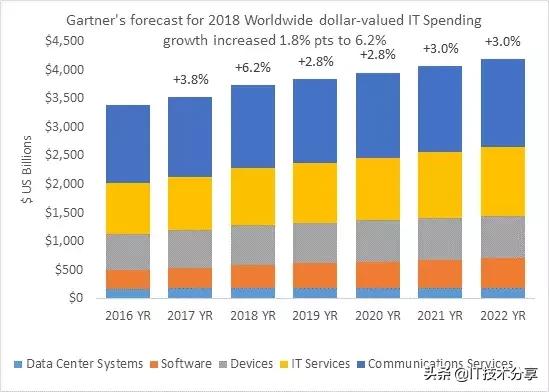 Gartner's forecast for 2018 Worldwide dollar-valued IT Spending
growth increased 1.8% pts to 6.2%
$4,500
$4,000
$3,500
$3,000
$2,500
$2,000
$1,500
$1,000
$500
$0
$ US Billions
+3.8%
+6.2%
+2.8%
+2.8%
+3.0%
+3.0%
2016 YR
2017 YR
2018 YR
2019 YR
2020 YR
2021 YR
2022 YR
Data Center Systems
Software
Devices
IT Services
Communications Services
头条@IT技术分享